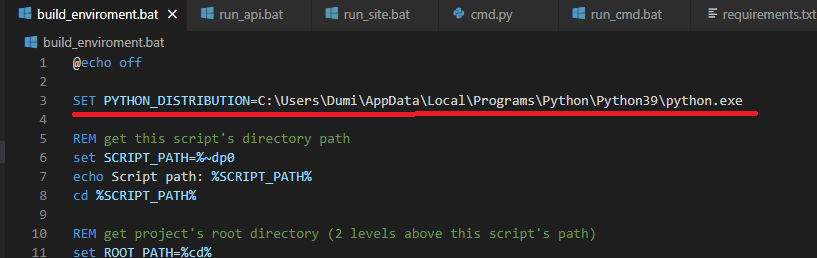 build_enviroment.bat run_api.bat run_site.bat cmd.py run_cmd.bat requirements.txt
build_enviroment.bat
1 @echo off
2
3 SET PYTHON_DISTRIBUTION=C:\Users\Dumi\AppData\Local\Programs\Python\Python39\python.exe
4
5 REM get this script's directory path
6 set SCRIPT_PATH=%~dp0
7 echo Script path: %SCRIPT_PATH%
8 cd %SCRIPT_PATH%
9
10 REM get project's root directory (2 levels above this script's path)
11 set ROOT_PATH=%cd%